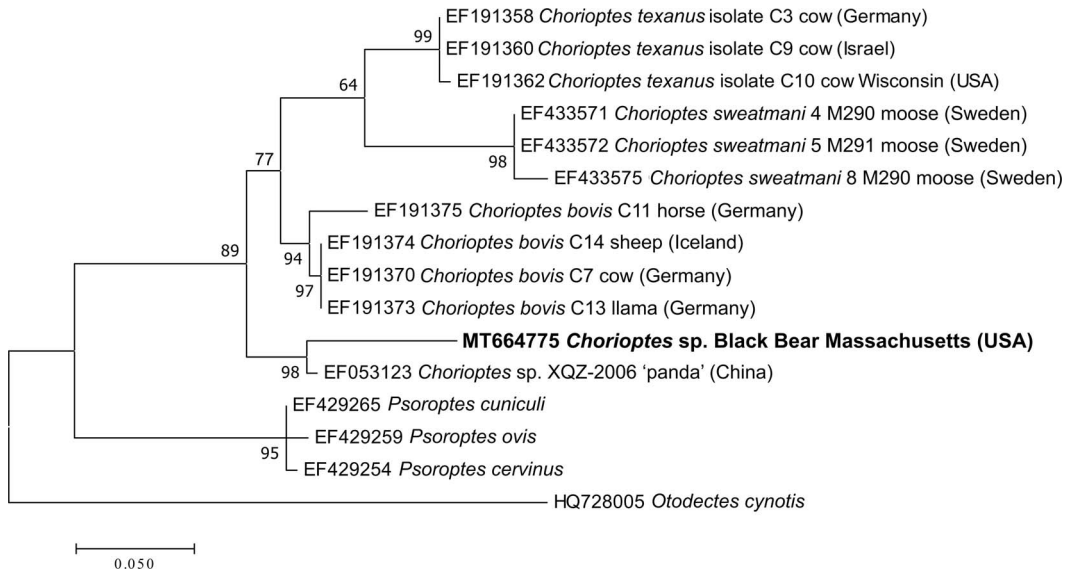 EF191358 Chorioptes texanus isolate C3 cow (Germany)
99
EF191360 Chorioptes texanus isolate C9 cow (Israel)
EF191362 Chorioptes texanus isolate C10 cow Wisconsin (USA)
64
EF433571 Chorioptes sweatmani 4 M290 moose (Sweden)
EF433572 Chorioptes sweatmani 5 M291 moose (Sweden)
77
98
EF433575 Chorioptes sweatmani 8 M290 moose (Sweden)
EF191375 Chorioptes bovis C11 horse (Germany)
EF191374 Chorioptes bovis C14 sheep (Iceland)
89
94
EF191370 Chorioptes bovis C7 cow (Germany)
97
EF191373 Chorioptes bovis C13 llama (Germany)
MT664775 Chorioptes sp. Black Bear Massachusetts (USA)
98
EF053123 Chorioptes sp. XQZ-2006 ‘panda’ (China)
EF429265 Psoroptes cuniculi
EF429259 Psoroptes ovis
95
EF429254 Psoroptes cervinus
HQ728005 Otodectes cynotis
0.050